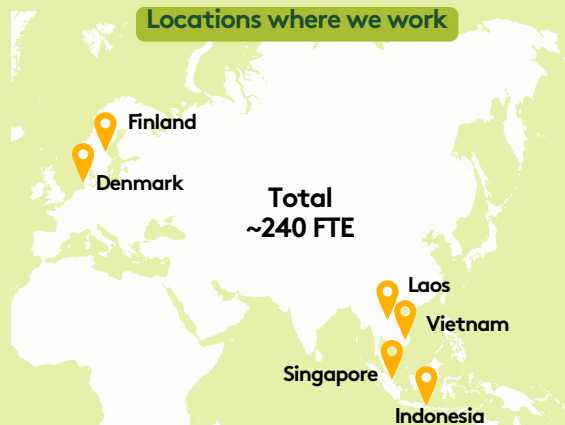 Locations where we work
Finland
Denmark
Total
~240 FTE
Laos
Vietnam
Singapore
Indonesia